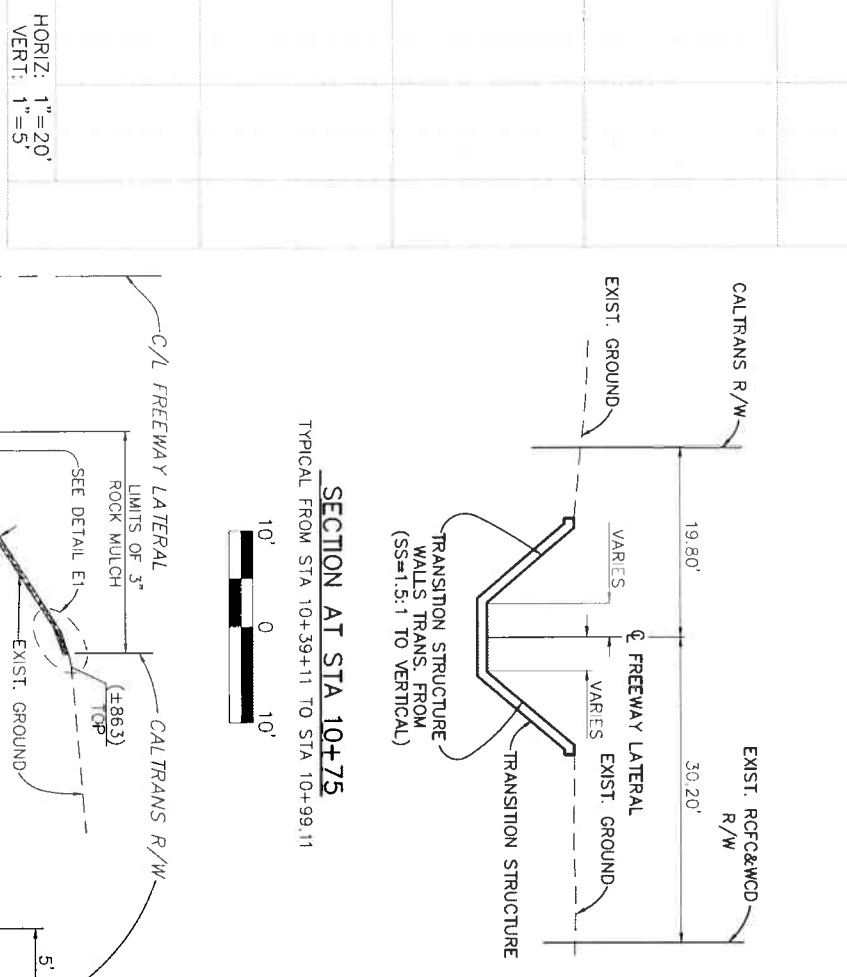 HORIZ: 1"=20'
VERT: 1"=5'
CALTRANS R/W
EXIST. GROUND
19.80'
30.20'
VARIES
℄ FREEWAY LATERAL
VARIES
EXIST. GROUND
EXIST. RCFC&WCD
R/W
TRANSITION STRUCTURE
WALLS TRANS. FROM
(SS=1.5:1 TO VERTICAL)
TRANSITION STRUCTURE
SECTION AT STA 10+75
TYPICAL FROM STA 10+39+11 TO STA 10+99.11
10'
0
10'
C/L FREEWAY LATERAL
LIMITS OF 3"
ROCK MULCH
SEE DETAIL E1
EXIST. GROUND
(±863)
TOP
CALTRANS R/W
5'